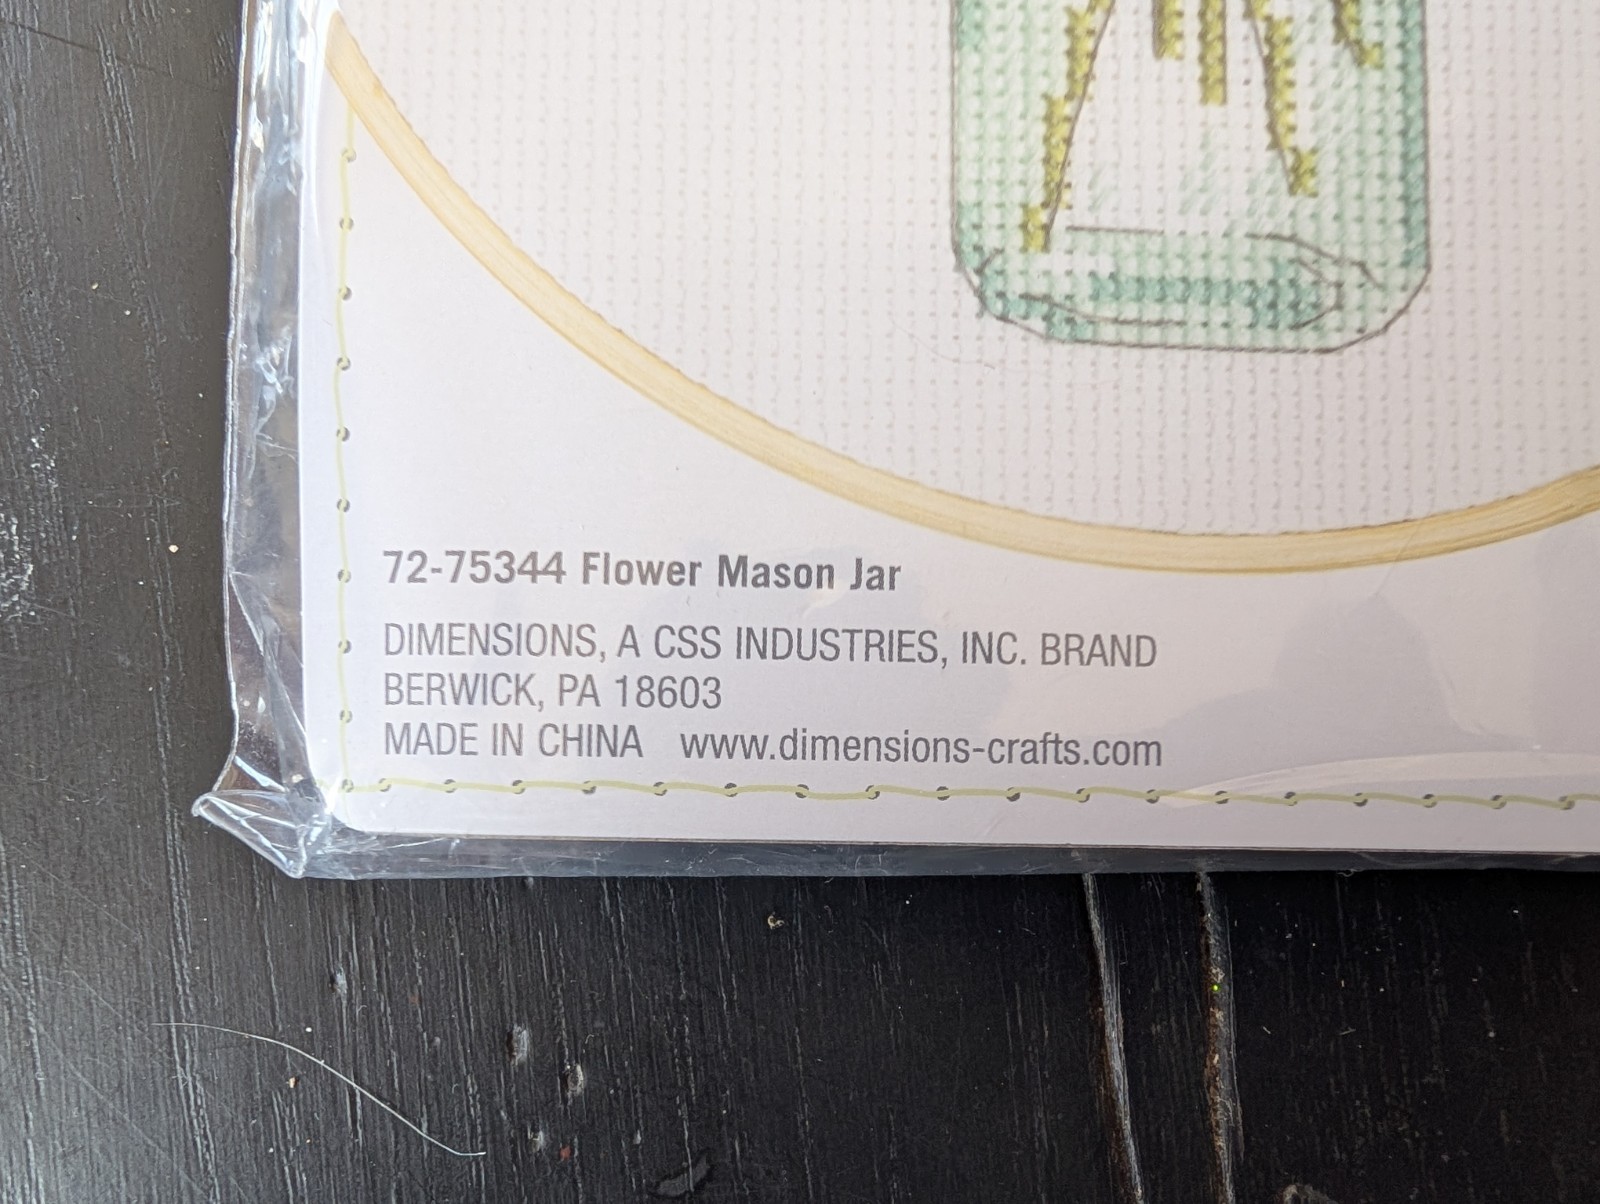 72-75344 Flower Mason Jar
DIMENSIONS, A CSS INDUSTRIES, INC. BRAND
BERWICK, PA 18603
MADE IN CHINA www.dimensions-crafts.com